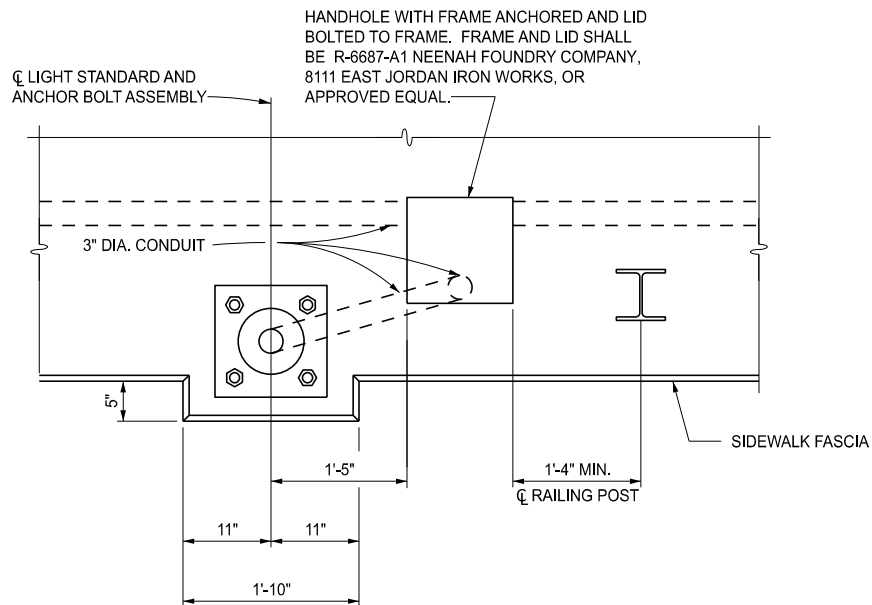 HANDHOLE WITH FRAME ANCHORED AND LID
BOLTED TO FRAME. FRAME AND LID SHALL
BE R-6687-A1 NEENAH FOUNDRY COMPANY,
8111 EAST JORDAN IRON WORKS, OR
APPROVED EQUAL.
℄ LIGHT STANDARD AND
ANCHOR BOLT ASSEMBLY
3" DIA. CONDUIT
5"
SIDEWALK FASCIA
1'-5"
1'-4" MIN.
℄ RAILING POST
11"
11"
1'-10"